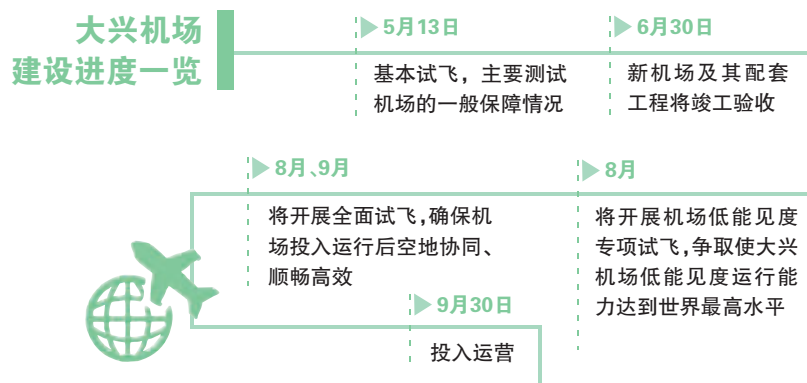 大兴机场
建设进度一览
5月13日
基本试飞，主要测试
机场的一般保障情况
6月30日
新机场及其配套
工程将竣工验收
8月
将开展机场低能见度
专项试飞,争取使大兴
机场低能见度运行能
力达到世界最高水平
8月、9月
将开展全面试飞,确保机
场投入运行后空地协同、
顺畅高效
9月30日
投入运营